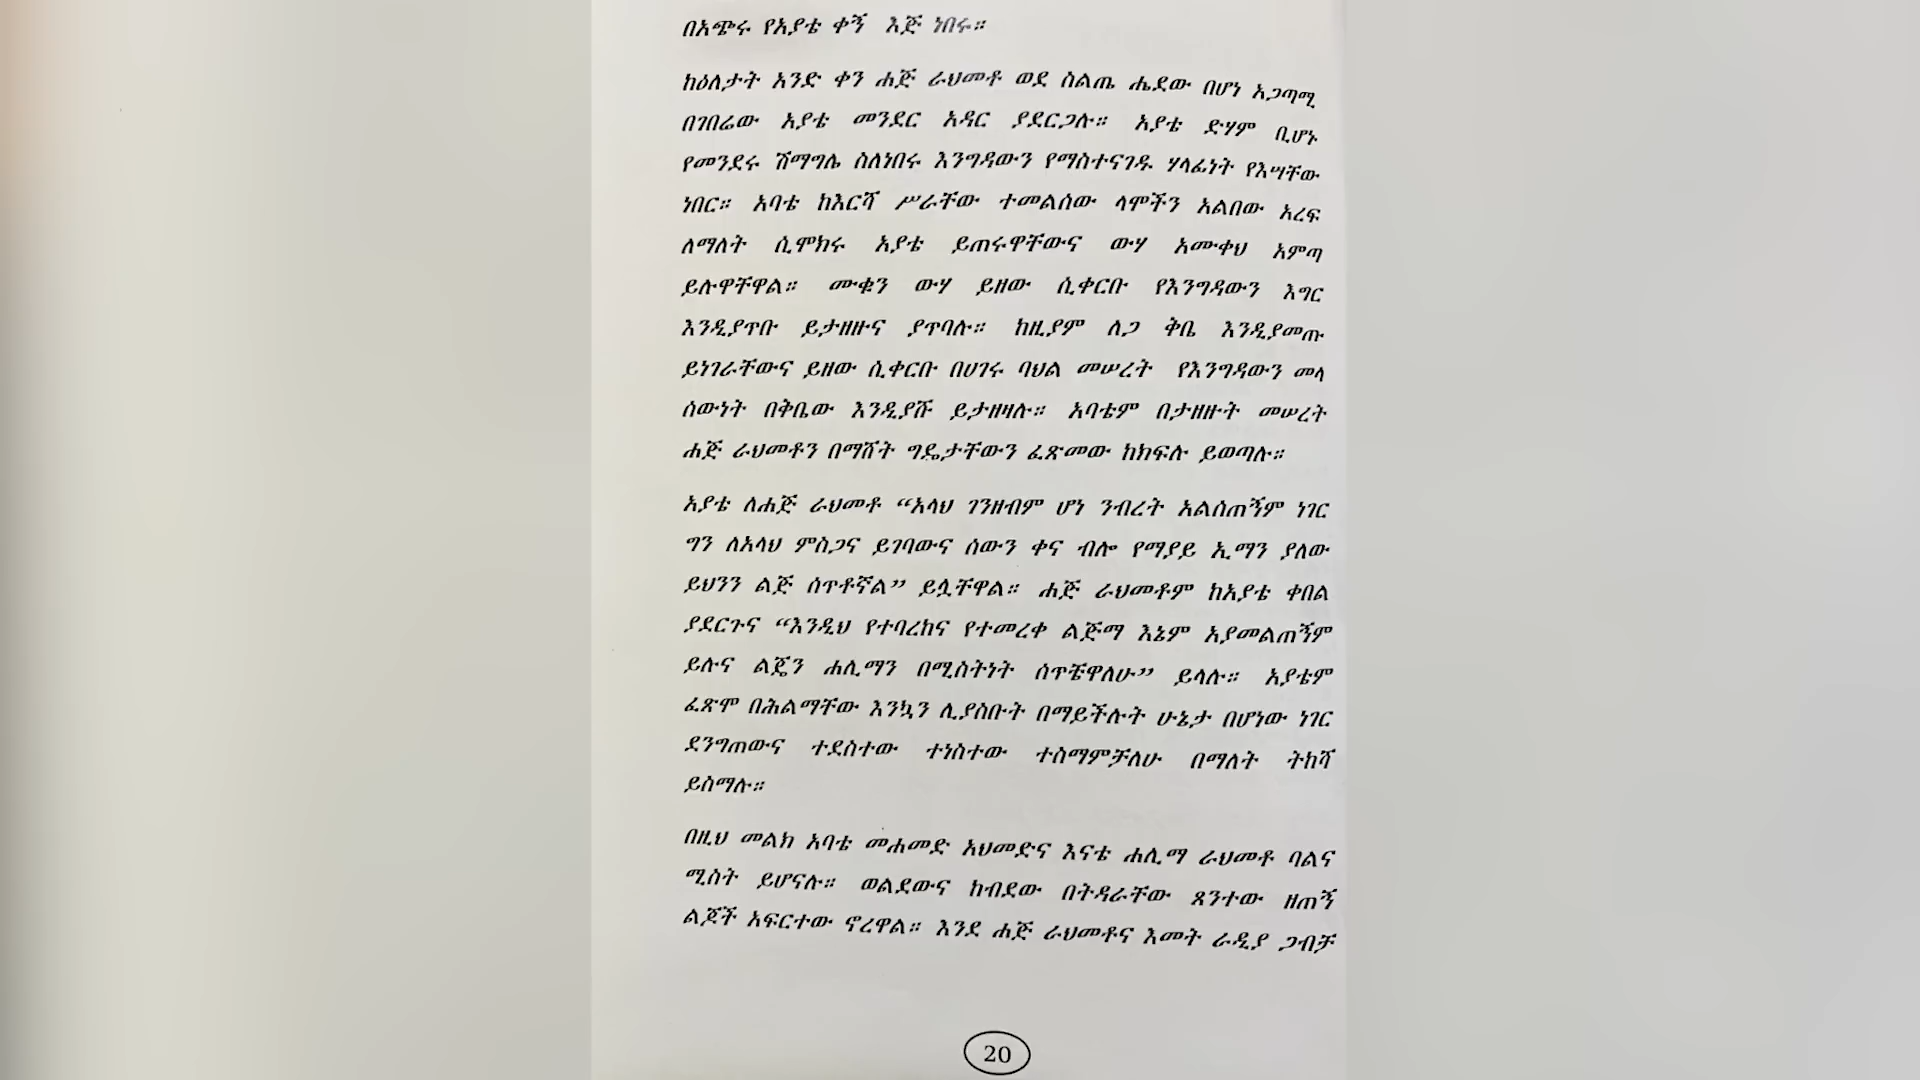 በአጭሩ የአያቴ ቀኝ እጅ ነበሩ።
ከዕለታት አንድ ቀን ሐጅ ራህመቶ ወደ ስልጤ ሔደው በሆነ አጋጣሚ
በገበሬው አያቴ መንደር አዳር ያደርጋሉ። አያቴ ድሃም ቢሆኑ
የመንደሩ ሽማግሌ ስለነበሩ እንግዳውን የማስተናገዱ ሃላፊነት የእሣቸው
ነበር። አባቴ ከእርሻ ሥራቸው ተመልሰው ላሞችን አልበው አረፍ
ለማለት ሲሞክሩ አያቴ ይጠሩዋቸውና ውሃ አሙቀህ አምጣ
ይሉዋቸዋል። ሙቁን ውሃ ይዘው ሲቀርቡ የእንግዳውን እግር
እንዲያጥቡ ይታዘዙና ያጥባሉ። ከዚያም ለጋ ቅቤ እንዲያመጡ
ይነገራቸውና ይዘው ሲቀርቡ በሀገሩ ባህል መሠረት የእንግዳውን መላ
ሰውነት በቅቤው እንዲያሹ ይታዘዛሉ። አባቴም በታዘዙት መሠረት
ሐጅ ራህመቶን በማሸት ግዴታቸውን ፈጽመው ከክፍሉ ይወጣሉ።
አያቴ ለሐጅ ራህመቶ “አላህ ገንዘብም ሆነ ንብረት አልሰጠኝም ነገር
ግን ለአላህ ምስጋና ይገባውና ሰውን ቀና ብሎ የማያይ ኢማን ያለው
ይህንን ልጅ ሰጥቶኛል” ይሏቸዋል። ሐጅ ራህመቶም ከአያቴ ቀበል
ያደርጉና “እንዲህ የተባረከና የተመረቀ ልጅማ እኔም አያመልጠኝም
ይሉና ልጄን ሐሊማን በሚስትነት ሰጥቼዋለሁ” ይላሉ። አያቴም
ፈጽሞ በሕልማቸው እንኳን ሊያስቡት በማይችሉት ሁኔታ በሆነው ነገር
ደንግጠውና ተደስተው ተነስተው ተስማምቻለሁ በማለት ትከሻ
ይስማሉ።
በዚህ መልክ አባቴ መሐመድ አህመድና እናቴ ሐሊማ ራህመቶ ባልና
ሚስት ይሆናሉ። ወልደውና ከብደው በትዳራቸው ጸንተው ዘጠኝ
ልጆች አፍርተው ኖረዋል። እንደ ሐጅ ራህመቶና እመት ራዲያ ጋብቻ
20